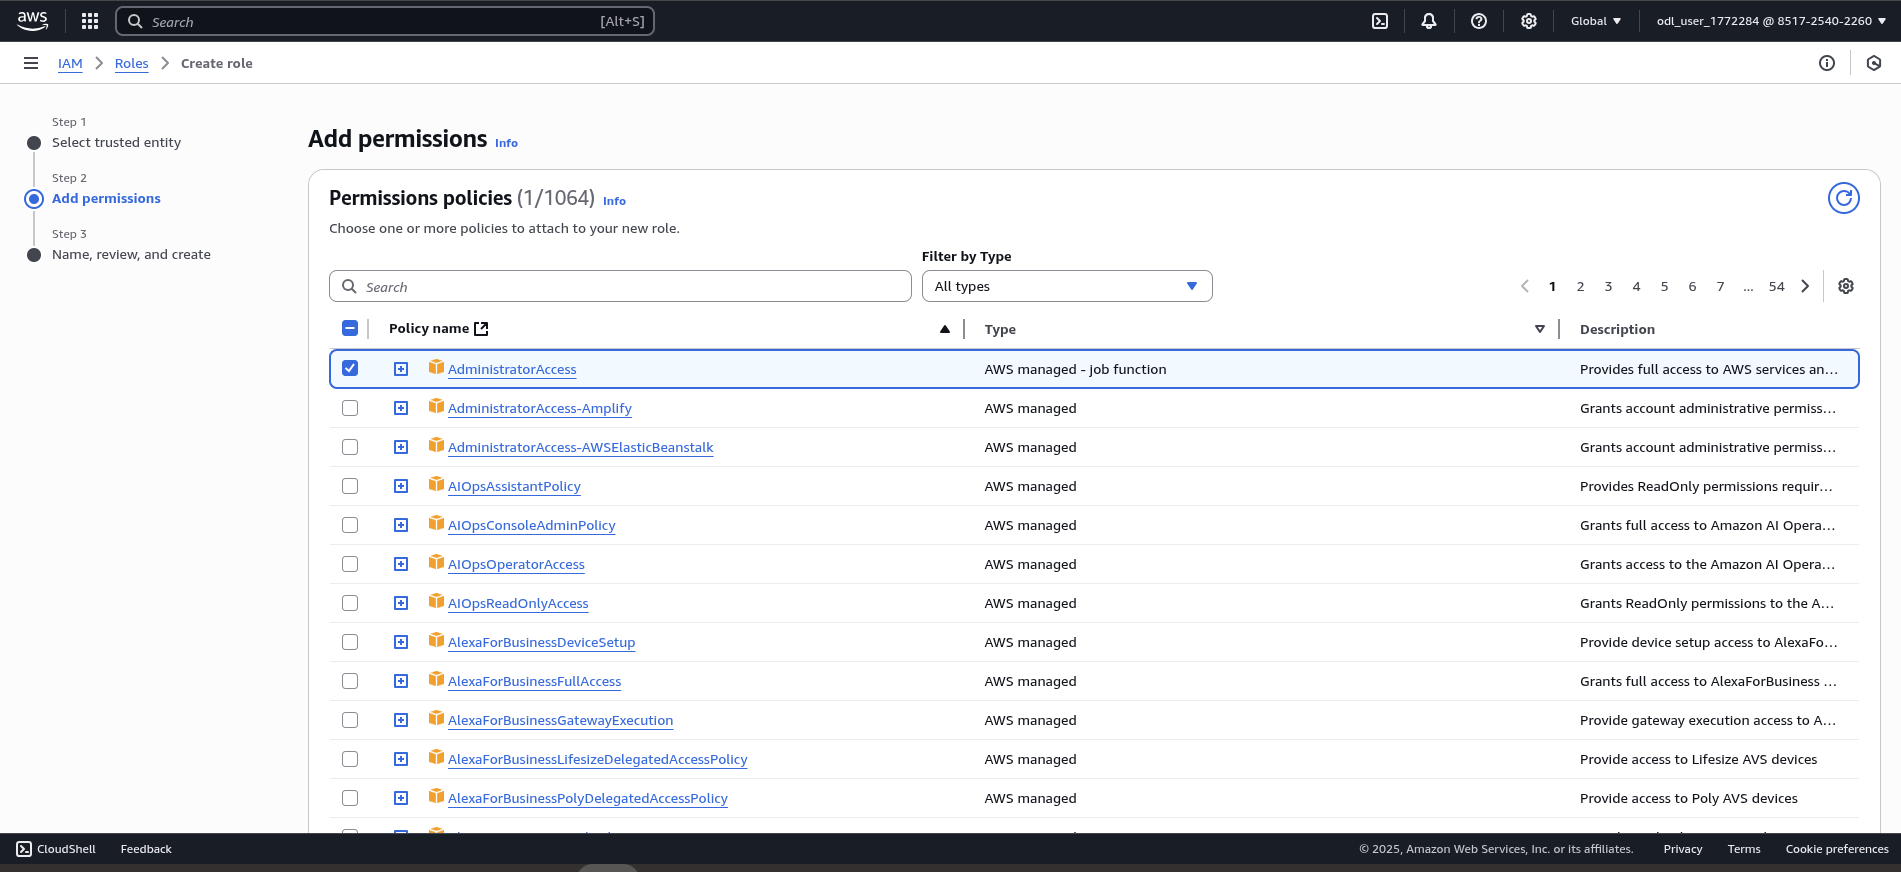 aws
Search [Alt+S]
Global
odl_user_1772284 @ 8517-2540-2260
IAM Roles Create role
Step 1
Select trusted entity
Step 2
Add permissions
Step 3
Name, review, and create
Add permissions Info
Permissions policies (1/1064) Info
Choose one or more policies to attach to your new role.
Filter by Type
Search
All types
1 2 3 4 5 6 7 ... 54
Policy name Type Description
AdministratorAccess AWS managed - job function Provides full access to AWS services an...
AdministratorAccess-Amplify AWS managed Grants account administrative permiss...
AdministratorAccess-AWSElasticBeanstalk AWS managed Grants account administrative permiss...
AIOpsAssistantPolicy AWS managed Provides ReadOnly permissions requir...
AIOpsConsoleAdminPolicy AWS managed Grants full access to Amazon AI Opera...
AIOpsOperatorAccess AWS managed Grants access to the Amazon AI Opera...
AIOpsReadOnlyAccess AWS managed Grants ReadOnly permissions to the A...
AlexaForBusinessDeviceSetup AWS managed Provide device setup access to AlexaFo...
AlexaForBusinessFullAccess AWS managed Grants full access to AlexaForBusiness ...
AlexaForBusinessGatewayExecution AWS managed Provide gateway execution access to A...
AlexaForBusinessLifesizeDelegatedAccessPolicy AWS managed Provide access to Lifesize AVS devices
AlexaForBusinessPolyDelegatedAccessPolicy AWS managed Provide access to Poly AVS devices
CloudShell Feedback © 2025, Amazon Web Services, Inc. or its affiliates. Privacy Terms Cookie preferences